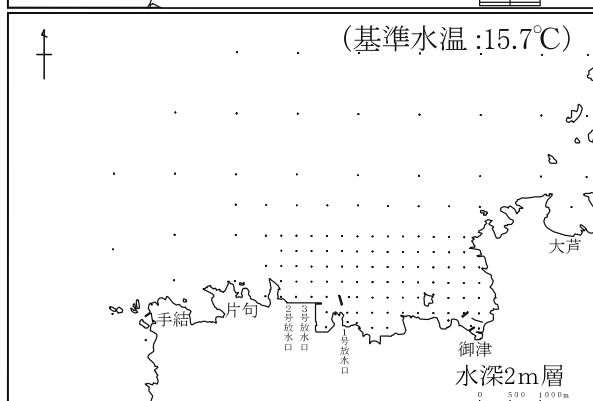 (基準水温:15.7℃)
大芦
片句
手結
2号放水口
3号放水口
1号放水口
御津
水深2m層
0 500 1000m